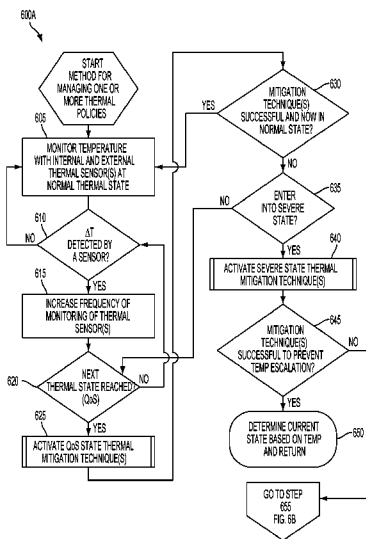 600A
START
METHOD FOR
MANAGING ONE OR
MORE THERMAL
POLICIES
605
MONITOR TEMPERATURE
WITH INTERNAL AND EXTERNAL
THERMAL SENSOR(S) AT
NORMAL THERMAL STATE
610
ΔT
DETECTED BY
A SENSOR?
NO
YES
615
INCREASE FREQUENCY OF
MONITORING OF THERMAL
SENSOR(S)
620
NEXT
THERMAL STATE REACHED?
(QoS)
NO
YES
625
ACTIVATE QoS STATE THERMAL
MITIGATION TECHNIQUE(S)
630
MITIGATION
TECHNIQUE(S)
SUCCESSFUL AND NOW IN
NORMAL STATE?
YES
NO
635
ENTER
INTO SEVERE
STATE?
NO
YES
640
ACTIVATE SEVERE STATE THERMAL
MITIGATION TECHNIQUE(S)
645
MITIGATION
TECHNIQUE(S)
SUCCESSFUL TO PREVENT
TEMP ESCALATION?
NO
YES
DETERMINE CURRENT
STATE BASED ON TEMP
AND RETURN
650
GO TO STEP
655
FIG. 6B